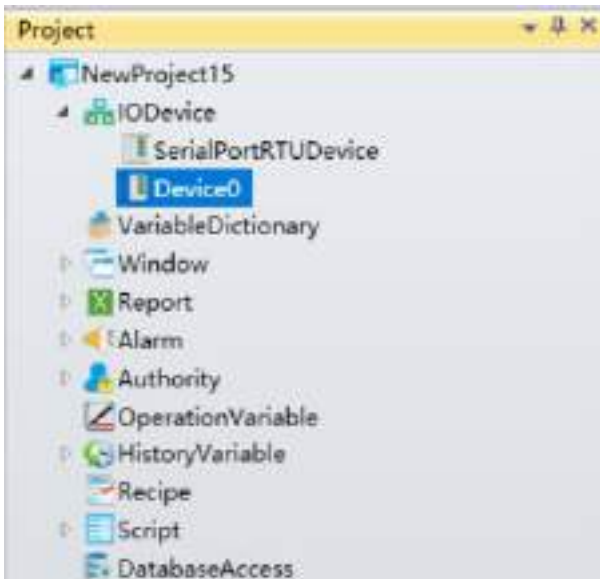 Project
NewProject15
IODevice
SerialPortRTUDevice
Device0
VariableDictionary
Window
Report
Alarm
Authority
OperationVariable
HistoryVariable
Recipe
Script
DatabaseAccess